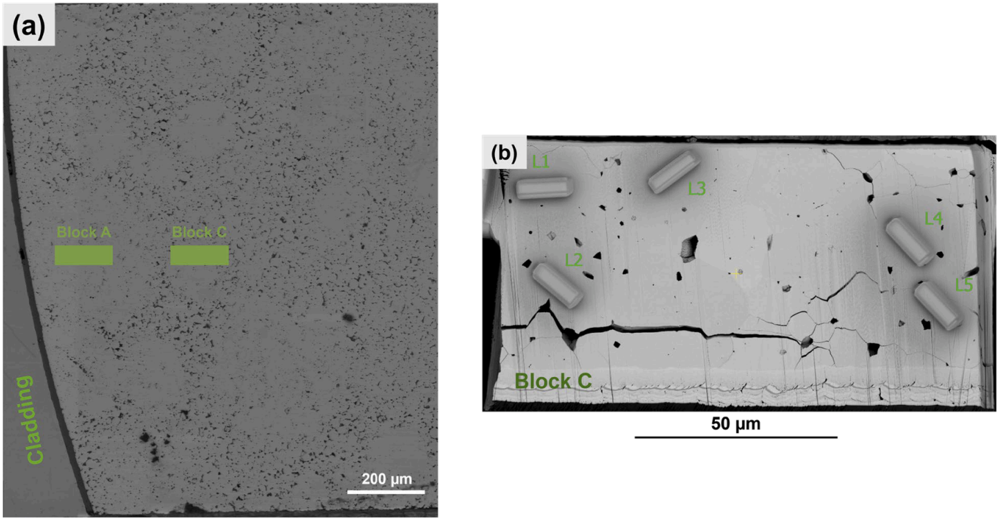 (a)
Block A
Block C
Cladding
200 µm
(b)
L1
L3
L4
L2
L5
Block C
50 µm